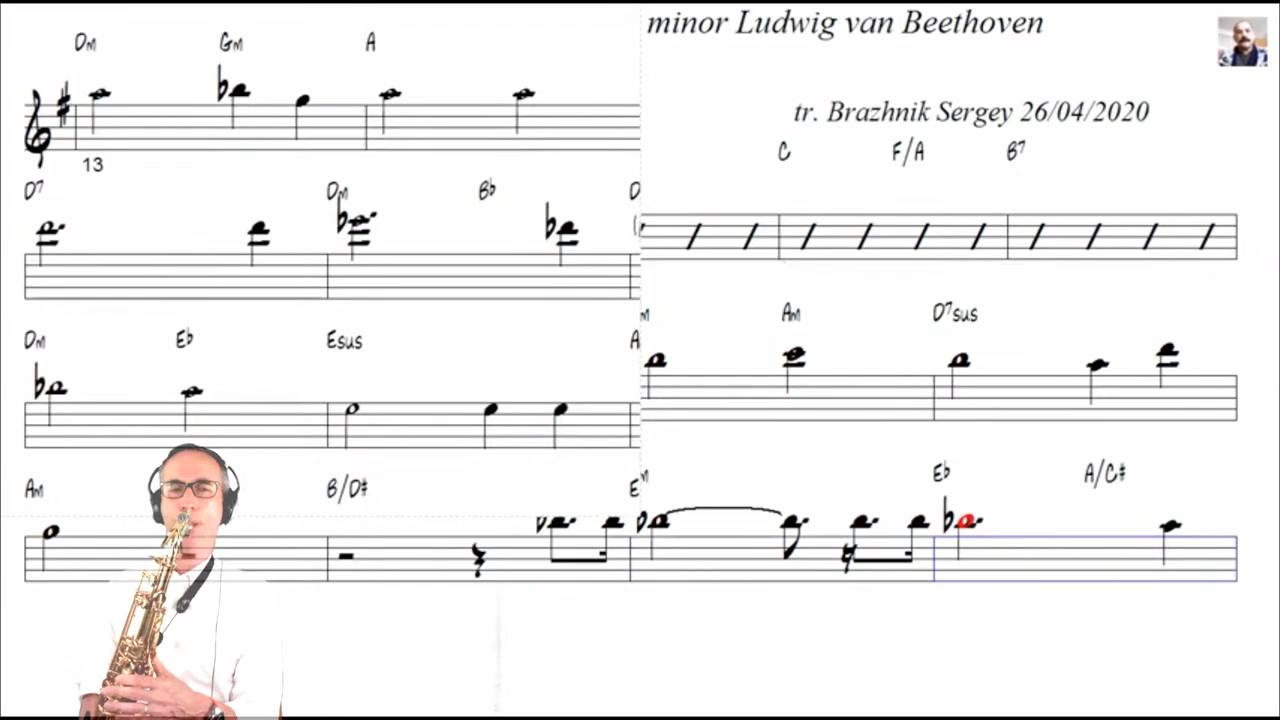 minor Ludwig van Beethoven
Dm Gm A
tr. Brazhnik Sergey 26/04/2020
C F/A B7
13
D7 Dm Bb D
m Am D7sus
Dm Eb Esus A
Eb A/C#
Am B/D# E